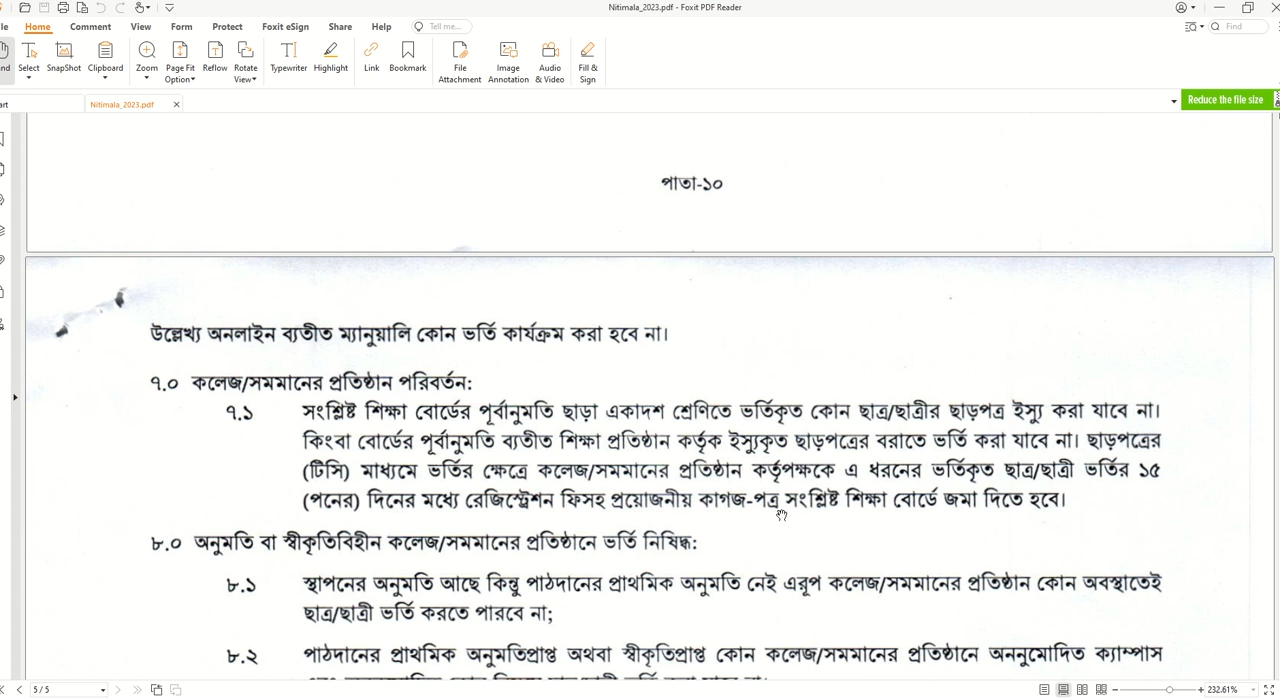 Nitimala_2023.pdf - Foxit PDF Reader
Home Comment View Form Protect Foxit eSign Share Help Tell me... Find
Select SnapShot Clipboard Zoom Page Fit Option Reflow Rotate View Typewriter Highlight Link Bookmark File Attachment Image Annotation Audio & Video Fill & Sign
Nitimala_2023.pdf Reduce the file size
পাতা-১০
উল্লেখ্য অনলাইন ব্যতীত ম্যানুয়ালি কোন ভর্তি কার্যক্রম করা হবে না।
৭.০ কলেজ/সমমানের প্রতিষ্ঠান পরিবর্তন:
৭.১ সংশ্লিষ্ট শিক্ষা বোর্ডের পূর্বানুমতি ছাড়া একাদশ শ্রেণিতে ভর্তিকৃত কোন ছাত্র/ছাত্রীর ছাড়পত্র ইস্যু করা যাবে না।
কিংবা বোর্ডের পূর্বানুমতি ব্যতীত শিক্ষা প্রতিষ্ঠান কর্তৃক ইস্যুকৃত ছাড়পত্রের বরাতে ভর্তি করা যাবে না। ছাড়পত্রের
(টিসি) মাধ্যমে ভর্তির ক্ষেত্রে কলেজ/সমমানের প্রতিষ্ঠান কর্তৃপক্ষকে এ ধরনের ভর্তিকৃত ছাত্র/ছাত্রী ভর্তির ১৫
(পনের) দিনের মধ্যে রেজিস্ট্রেশন ফিসহ প্রয়োজনীয় কাগজ-পত্র সংশ্লিষ্ট শিক্ষা বোর্ডে জমা দিতে হবে।
৮.০ অনুমতি বা স্বীকৃতিবিহীন কলেজ/সমমানের প্রতিষ্ঠানে ভর্তি নিষিদ্ধ:
৮.১ স্থাপনের অনুমতি আছে কিন্তু পাঠদানের প্রাথমিক অনুমতি নেই এরূপ কলেজ/সমমানের প্রতিষ্ঠান কোন অবস্থাতেই
ছাত্র/ছাত্রী ভর্তি করতে পারবে না;
৮.২ পাঠদানের প্রাথমিক অনুমতিপ্রাপ্ত অথবা স্বীকৃতিপ্রাপ্ত কোন কলেজ/সমমানের প্রতিষ্ঠানে অননুমোদিত ক্যাম্পাস
5 / 5 232.61%